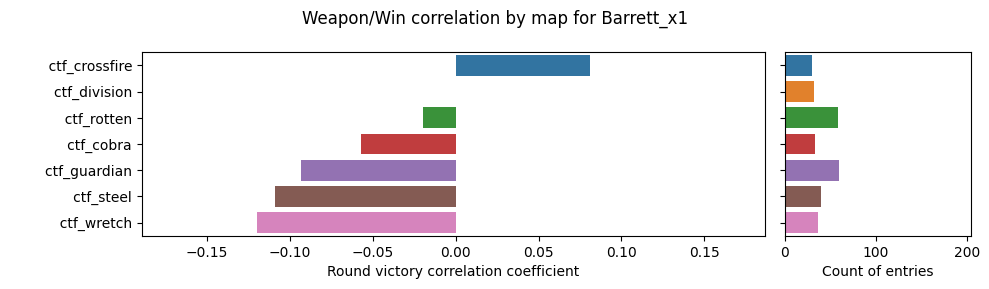 Weapon/Win correlation by map for Barrett_x1
ctf_crossfire
ctf_division
ctf_rotten
ctf_cobra
ctf_guardian
ctf_steel
ctf_wretch
−0.15 −0.10 −0.05 0.00 0.05 0.10 0.15
Round victory correlation coefficient
0 100 200
Count of entries